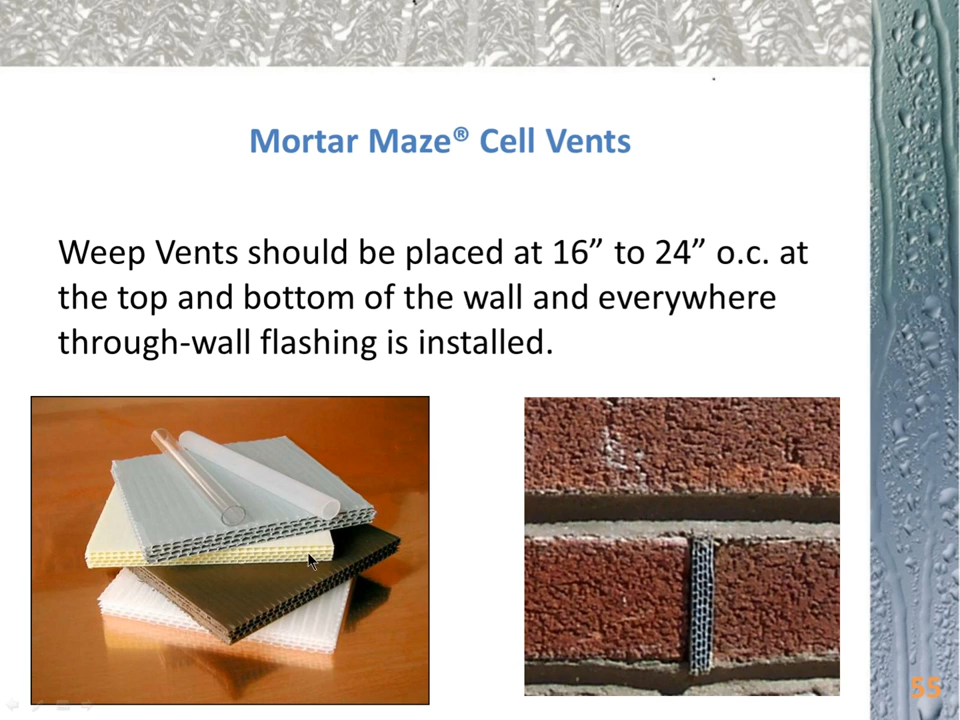 Mortar Maze® Cell Vents
Weep Vents should be placed at 16” to 24” o.c. at
the top and bottom of the wall and everywhere
through-wall flashing is installed.
55